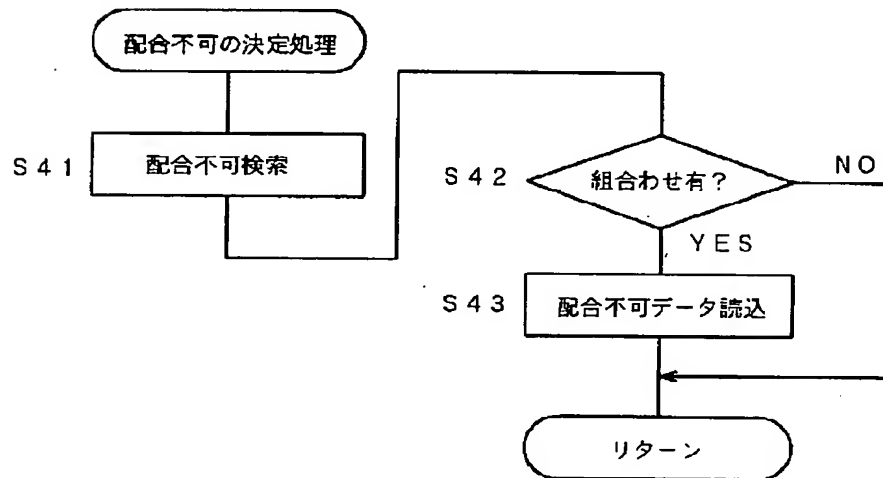 配合不可の決定処理
S41
配合不可検索
S42
組合わせ有?
NO
YES
S43
配合不可データ読込
リターン